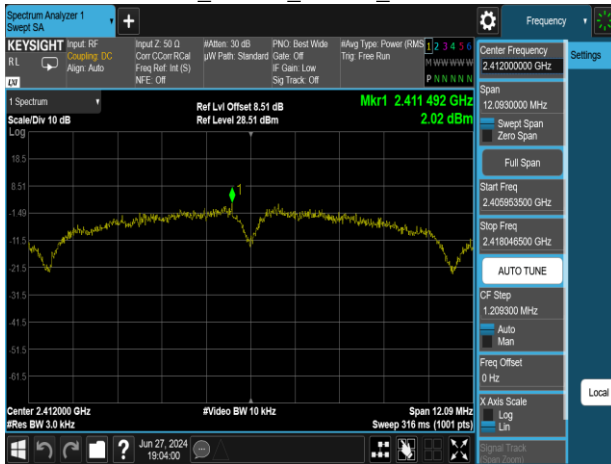 Spectrum Analyzer 1
Swept SA
+
Frequency
KEYSIGHT
RL
LXI
Input: RF
Coupling: DC
Align: Auto
Input Z: 50 Ω
Corr CCorr RCal
Freq Ref: Int (S)
NFE: Off
#Atten: 30 dB
µW Path: Standard
PNO: Best Wide
Gate: Off
IF Gain: Low
Sig Track: Off
#Avg Type: Power (RMS
Trig: Free Run
1 2 3 4 5 6
M W W W W W
P N N N N N
Center Frequency
2.412000000 GHz
Settings
Span
12.0930000 MHz
Swept Span
Zero Span
Full Span
Start Freq
2.405953500 GHz
Stop Freq
2.418046500 GHz
AUTO TUNE
CF Step
1.209300 MHz
Auto
Man
Freq Offset
0 Hz
X Axis Scale
Log
Lin
Signal Track
(Span Zoom)
Local
1 Spectrum
Scale/Div 10 dB
Log
Ref Lvl Offset 8.51 dB
Ref Level 28.51 dBm
Mkr1 2.411 492 GHz
2.02 dBm
1
18.5
8.51
-1.49
-11.5
-21.5
-31.5
-41.5
-51.5
-61.5
Center 2.412000 GHz
#Res BW 3.0 kHz
#Video BW 10 kHz
Span 12.09 MHz
Sweep 316 ms (1001 pts)
?
Jun 27, 2024
19:04:00